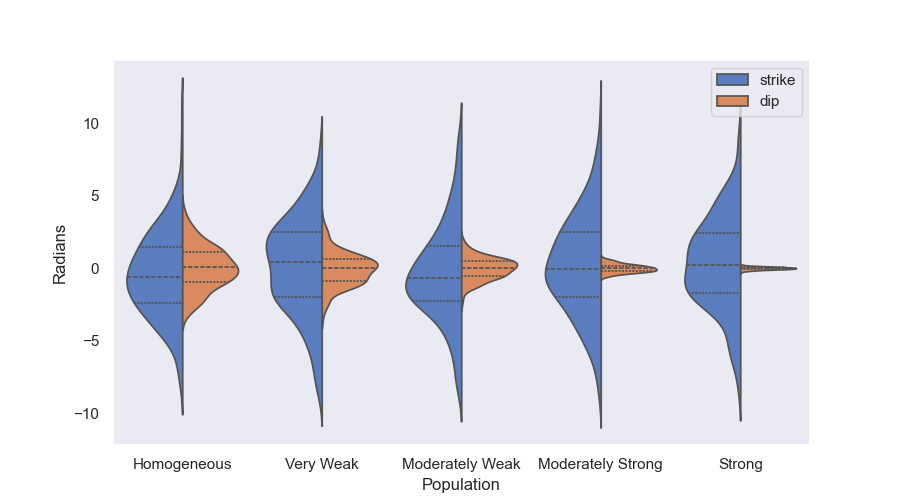 strike
dip
10
5
0
−5
−10
Radians
Homogeneous
Very Weak
Moderately Weak
Moderately Strong
Strong
Population